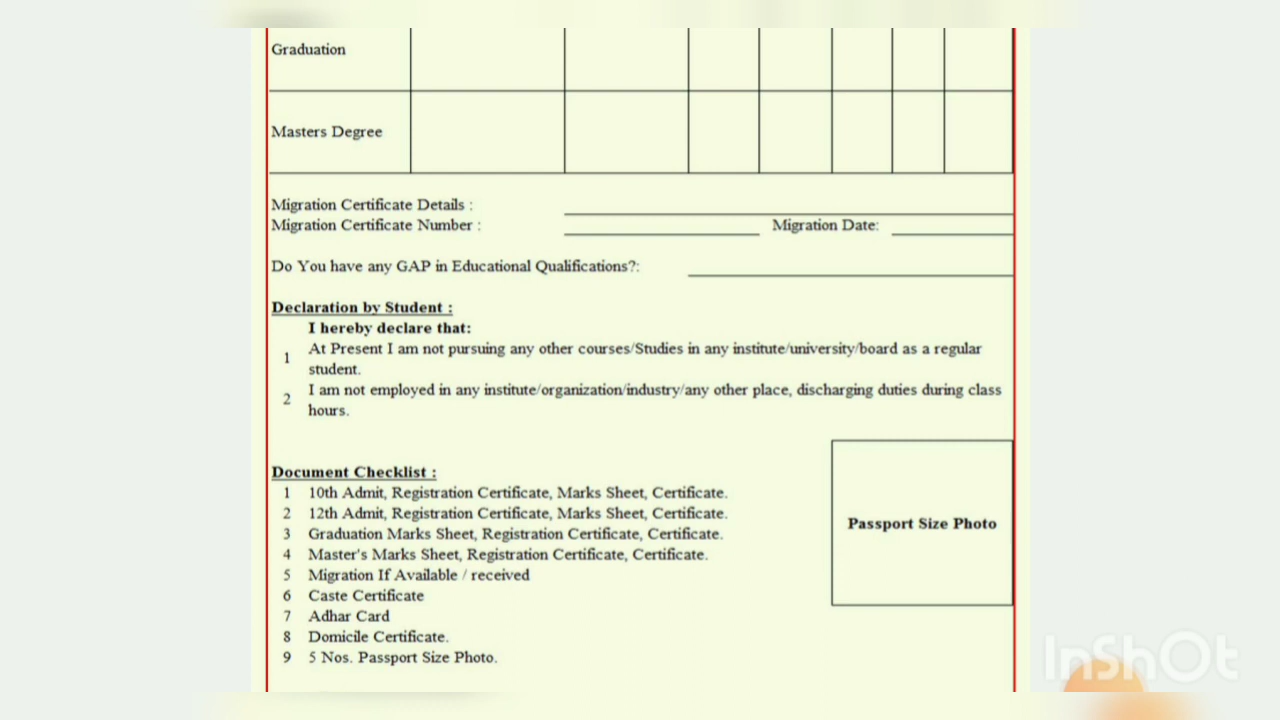 Graduation
Masters Degree
Migration Certificate Details :
Migration Certificate Number : Migration Date:
Do You have any GAP in Educational Qualifications?:
Declaration by Student :
I hereby declare that:
1 At Present I am not pursuing any other courses/Studies in any institute/university/board as a regular
student.
2 I am not employed in any institute/organization/industry/any other place, discharging duties during class
hours.
Document Checklist :
1 10th Admit, Registration Certificate, Marks Sheet, Certificate.
2 12th Admit, Registration Certificate, Marks Sheet, Certificate.
3 Graduation Marks Sheet, Registration Certificate, Certificate.
4 Master's Marks Sheet, Registration Certificate, Certificate.
5 Migration If Available / received
6 Caste Certificate
7 Adhar Card
8 Domicile Certificate.
9 5 Nos. Passport Size Photo.
Passport Size Photo
InShOt